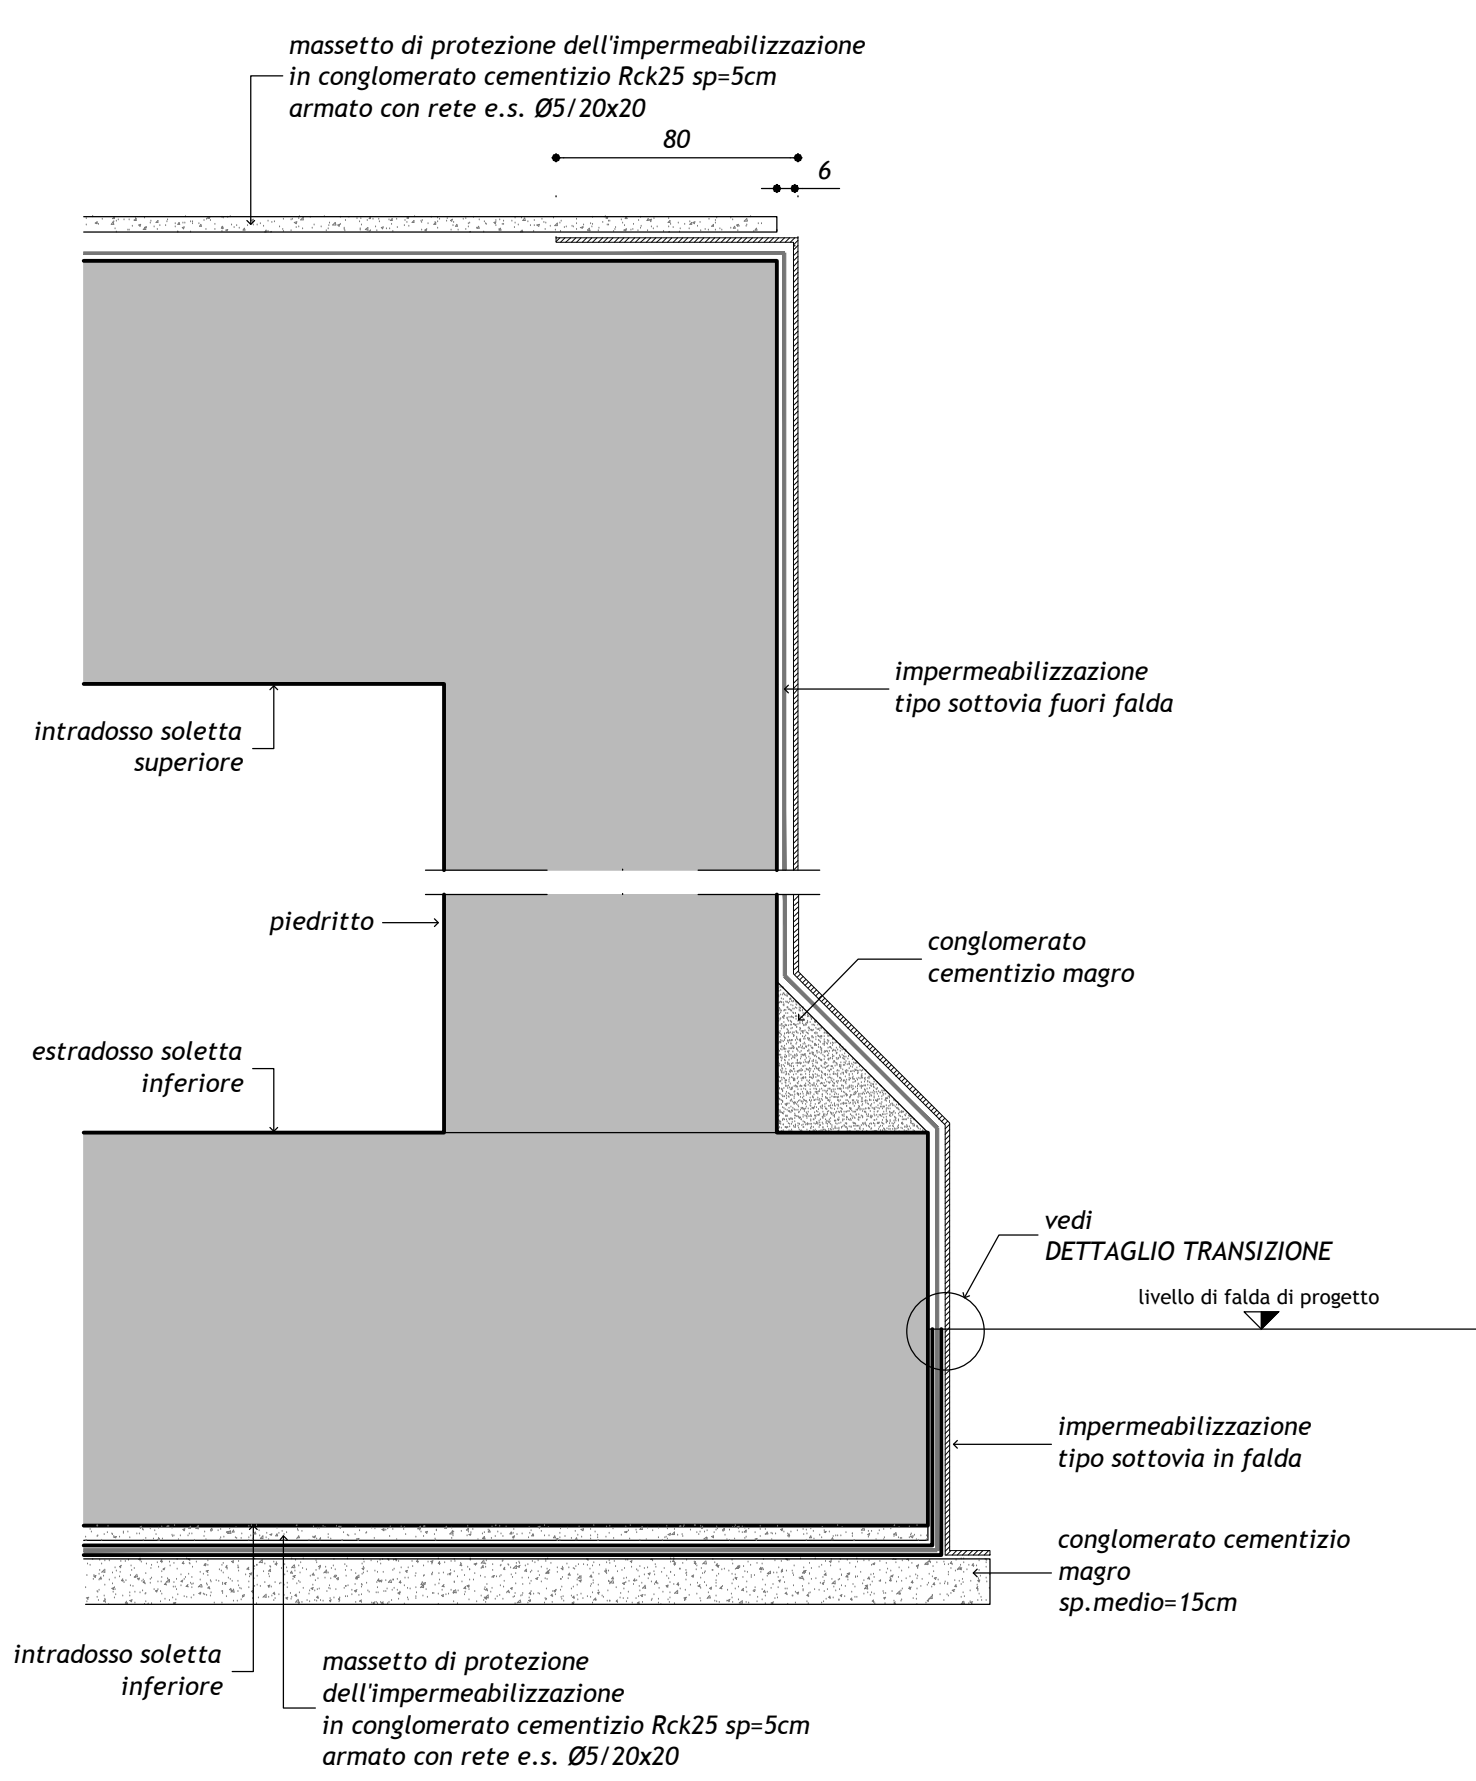 massetto di protezione dell'impermeabilizzazione
in conglomerato cementizio Rck25 sp=5cm
armato con rete e.s. Ø5/20x20
80
6
impermeabilizzazione
tipo sottovia fuori falda
intradosso soletta
superiore
piedritto
conglomerato
cementizio magro
estradosso soletta
inferiore
vedi
DETTAGLIO TRANSIZIONE
livello di falda di progetto
impermeabilizzazione
tipo sottovia in falda
conglomerato cementizio
magro
sp.medio=15cm
intradosso soletta
inferiore
massetto di protezione
dell'impermeabilizzazione
in conglomerato cementizio Rck25 sp=5cm
armato con rete e.s. Ø5/20x20